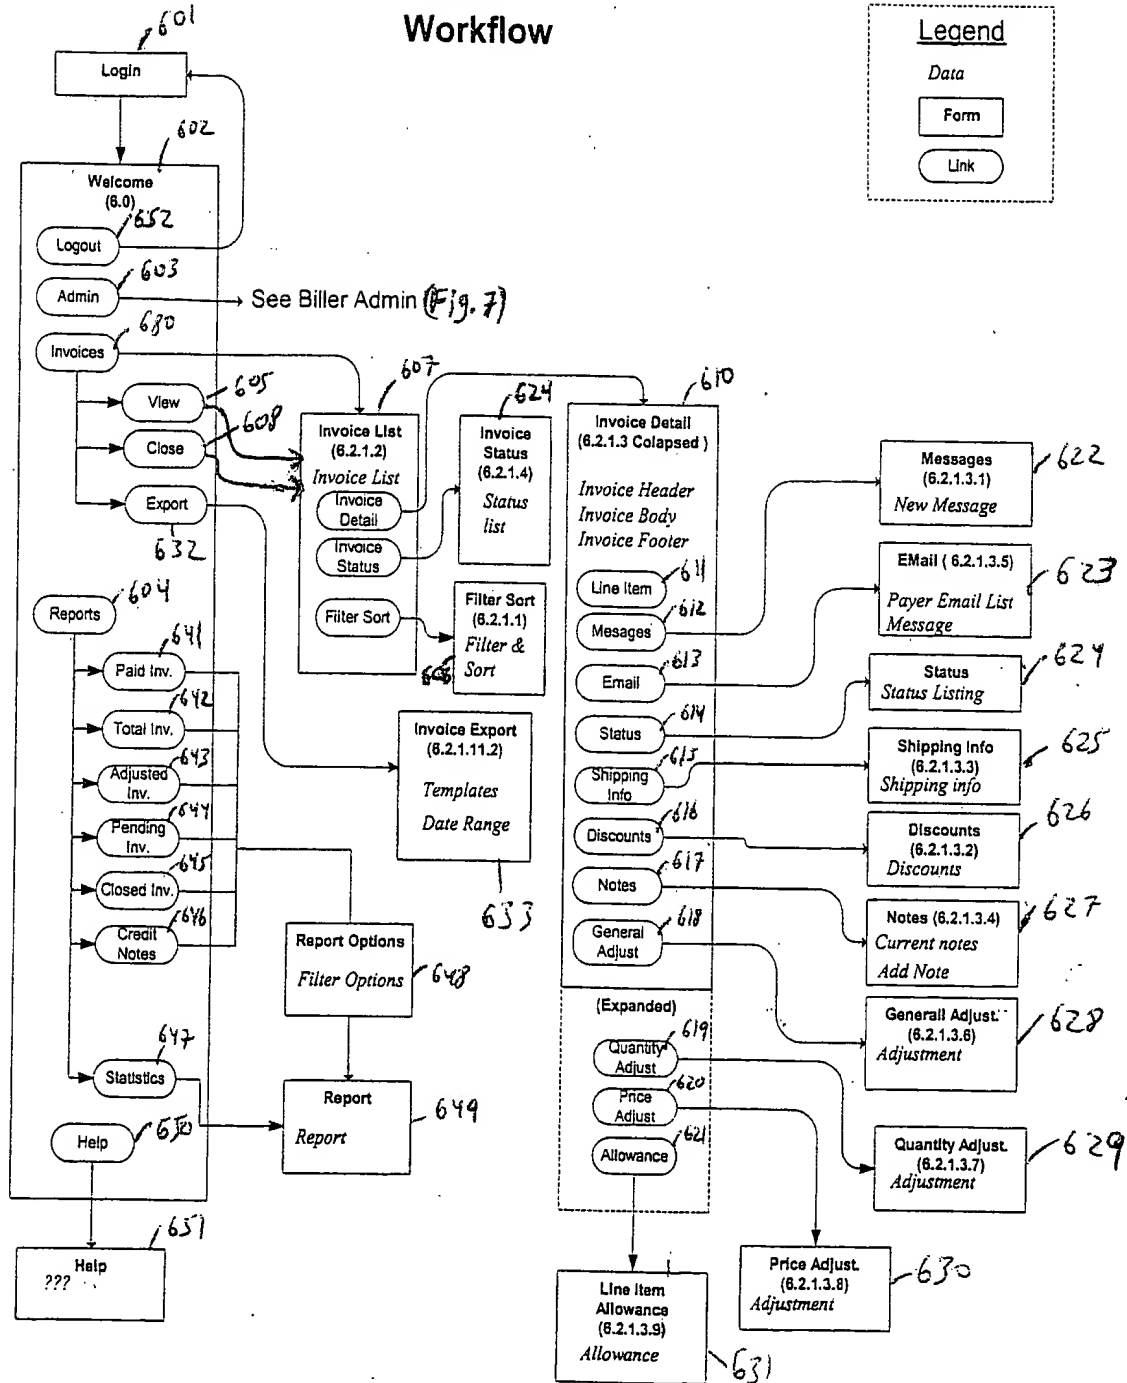 Workflow
Legend
Data
Form
Link
601
Login
602
Welcome
(6.0)
652
Logout
603
Admin
See Biller Admin (Fig. 7)
680
Invoices
605
View
608
Close
Export
632
604
Reports
641
Paid Inv.
642
Total Inv.
643
Adjusted
Inv.
644
Pending
Inv.
645
Closed Inv.
646
Credit
Notes
647
Statistics
650
Help
651
Help
???
607
Invoice List
(6.2.1.2)
Invoice List
Invoice
Detail
Invoice
Status
Filter Sort
624
Invoice
Status
(6.2.1.4)
Status
list
Filter Sort
(6.2.1.1)
Filter &
Sort
Invoice Export
(6.2.1.11.2)
Templates
Date Range
633
Report Options
Filter Options
648
Report
Report
649
610
Invoice Detail
(6.2.1.3 Colapsed )
Invoice Header
Invoice Body
Invoice Footer
611
Line Item
612
Mesages
613
Email
614
Status
615
Shipping
Info
616
Discounts
617
Notes
618
General
Adjust
(Expanded)
619
Quantity
Adjust
620
Price
Adjust
621
Allowance
Messages
(6.2.1.3.1)
New Message
622
EMail ( 6.2.1.3.5)
Payer Email List
Message
623
Status
Status Listing
624
Shipping Info
(6.2.1.3.3)
Shipping info
625
Discounts
(6.2.1.3.2)
Discounts
626
Notes (6.2.1.3.4)
Current notes
Add Note
627
Generall Adjust.
(6.2.1.3.6)
Adjustment
628
Quantity Adjust.
(6.2.1.3.7)
Adjustment
629
Price Adjust.
(6.2.1.3.8)
Adjustment
630
Line Item
Allowance
(6.2.1.3.9)
Allowance
631